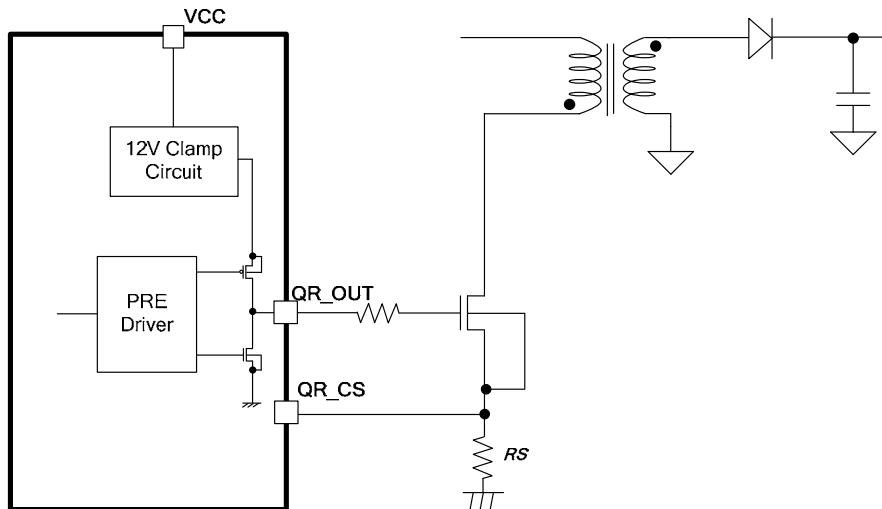 VCC
12V Clamp
Circuit
PRE
Driver
QR_OUT
QR_CS
RS